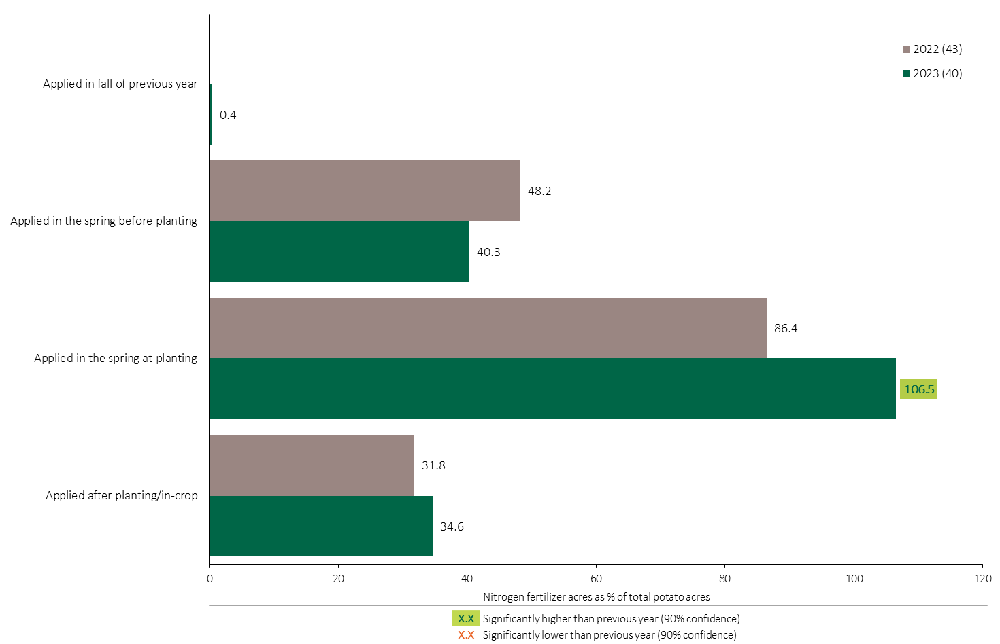 2022 (43)
2023 (40)
Applied in fall of previous year
0.4
48.2
Applied in the spring before planting
40.3
86.4
Applied in the spring at planting
106.5
31.8
Applied after planting/in-crop
34.6
0 20 40 60 80 100 120
Nitrogen fertilizer acres as % of total potato acres
X.X Significantly higher than previous year (90% confidence)
X.X Significantly lower than previous year (90% confidence)